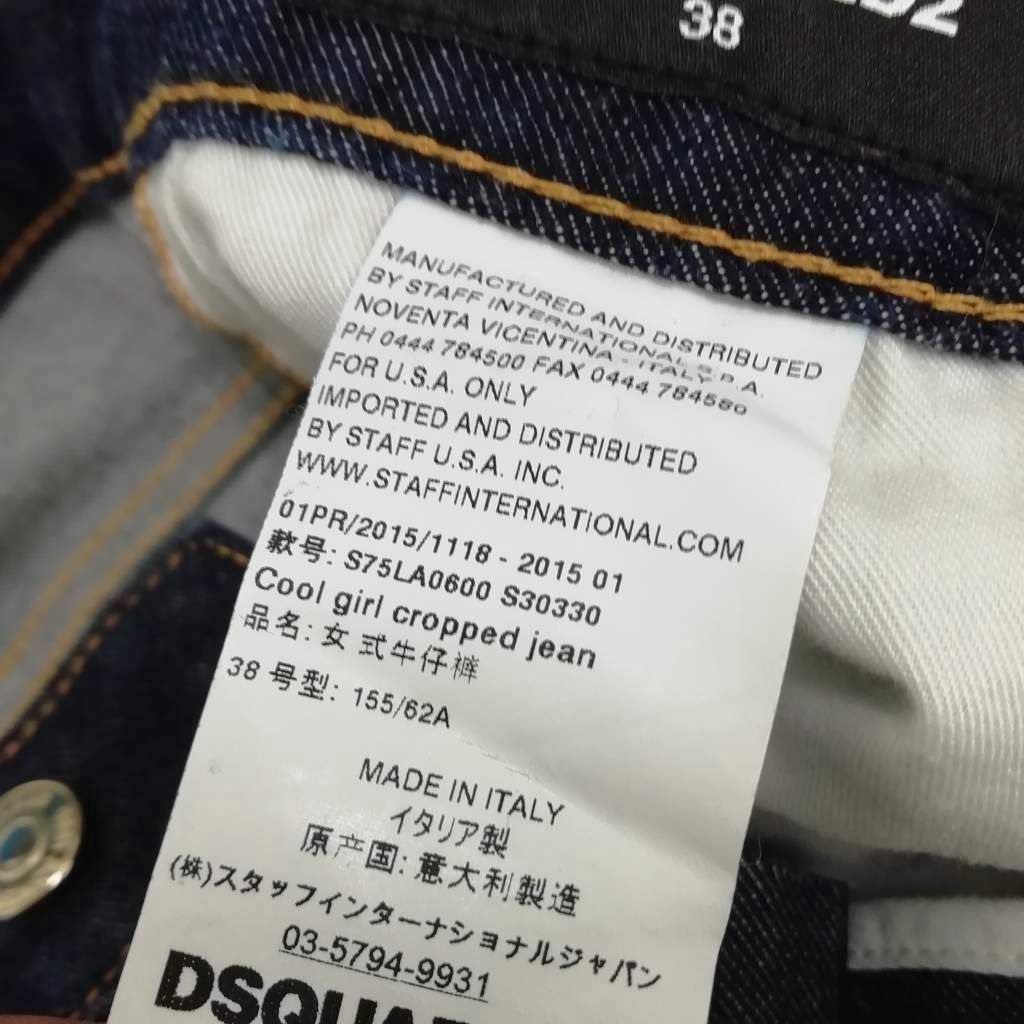 38
MANUFACTURED AND DISTRIBUTED
BY STAFF INTERNATIONAL S.P.A.
NOVENTA VICENTINA - ITALY
PH 0444 784500 FAX 0444 784580
FOR U.S.A. ONLY
IMPORTED AND DISTRIBUTED
BY STAFF U.S.A. INC.
WWW.STAFFINTERNATIONAL.COM
01PR/2015/1118 - 2015 01
款号: S75LA0600 S30330
Cool girl cropped jean
品名: 女 式牛仔裤
38 号型: 155/62A
MADE IN ITALY
イタリア製
原产国: 意大利製造
(株)スタッフインターナショナルジャパン
03-5794-9931